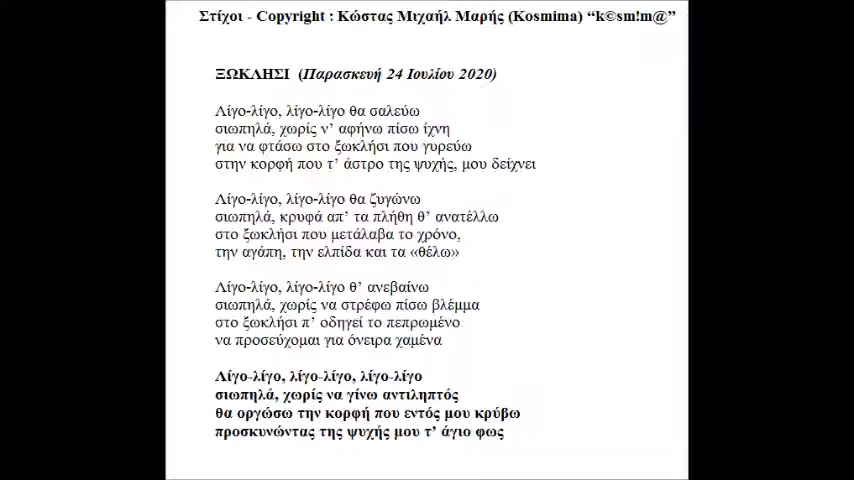 Στίχοι - Copyright : Κώστας Μιχαήλ Μαρής (Kosmima) “k©sm!m@”
ΞΩΚΛΗΣΙ (Παρασκευή 24 Ιουλίου 2020)
Λίγο-λίγο, λίγο-λίγο θα σαλεύω
σιωπηλά, χωρίς ν’ αφήνω πίσω ίχνη
για να φτάσω στο ξωκλήσι που γυρεύω
στην κορφή που τ’ άστρο της ψυχής, μου δείχνει
Λίγο-λίγο, λίγο-λίγο θα ζυγώνω
σιωπηλά, κρυφά απ’ τα πλήθη θ’ ανατέλλω
στο ξωκλήσι που μετάλαβα το χρόνο,
την αγάπη, την ελπίδα και τα «θέλω»
Λίγο-λίγο, λίγο-λίγο θ’ ανεβαίνω
σιωπηλά, χωρίς να στρέφω πίσω βλέμμα
στο ξωκλήσι π’ οδηγεί το πεπρωμένο
να προσεύχομαι για όνειρα χαμένα
Λίγο-λίγο, λίγο-λίγο, λίγο-λίγο
σιωπηλά, χωρίς να γίνω αντιληπτός
θα οργώσω την κορφή που εντός μου κρύβω
προσκυνώντας της ψυχής μου τ’ άγιο φως